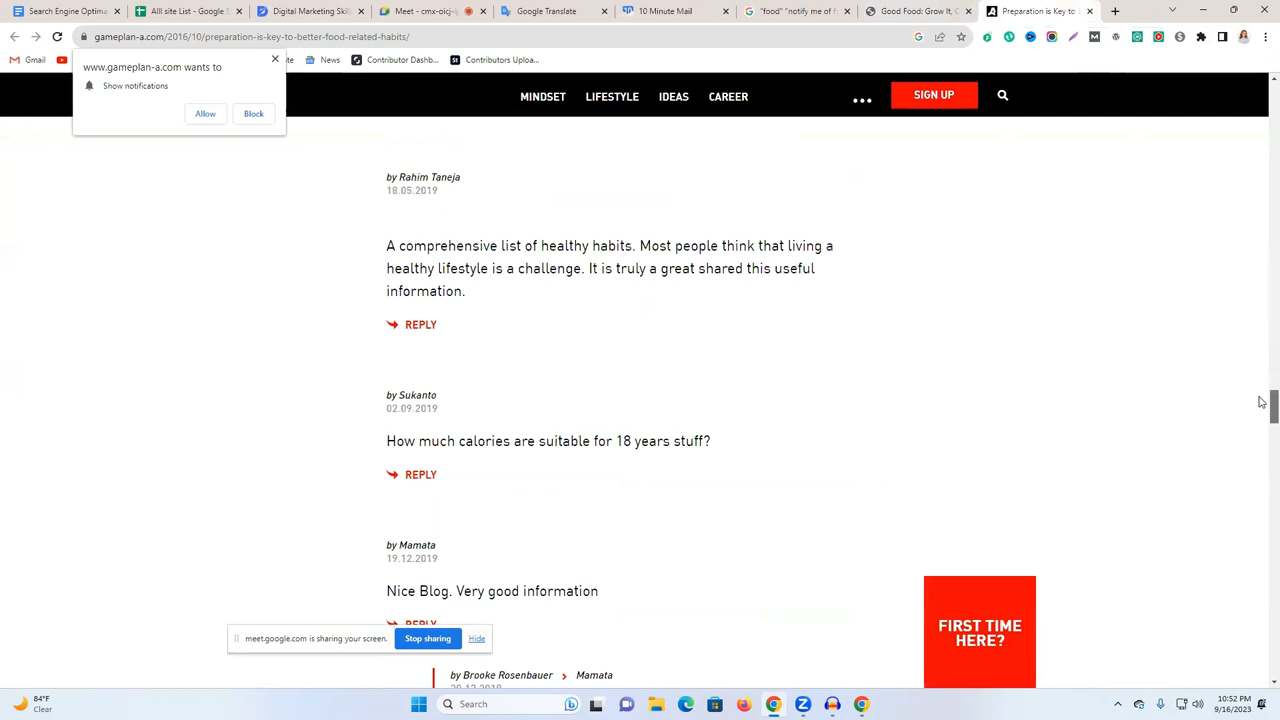 Search Engine Optim
All site List - Google S
Digital Marketing Skill
Meet - cmx-oicj-
Google Translate
10 Minute Mail
"food" "notify me of f
Good Food: Grow It,
Preparation is Key to
gameplan-a.com/2016/10/preparation-is-key-to-better-food-related-habits/
Gmail
News
Contributor Dashb...
Contributors Uploa...
www.gameplan-a.com wants to
Show notifications
Allow
Block
MINDSET LIFESTYLE IDEAS CAREER
SIGN UP
by Rahim Taneja
18.05.2019
A comprehensive list of healthy habits. Most people think that living a
healthy lifestyle is a challenge. It is truly a great shared this useful
information.
REPLY
by Sukanto
02.09.2019
How much calories are suitable for 18 years stuff?
REPLY
by Mamata
19.12.2019
Nice Blog. Very good information
REPLY
FIRST TIME
HERE?
meet.google.com is sharing your screen.
Stop sharing
Hide
by Brooke Rosenbauer > Mamata
20.12.2019
84°F
Clear
Search
10:52 PM
9/16/2023